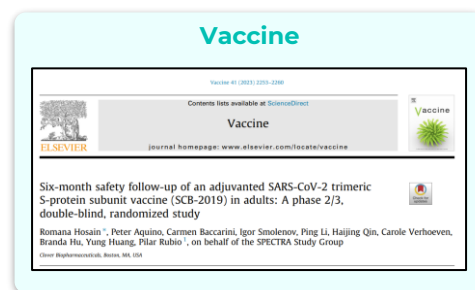 Vaccine
Vaccine 41 (2023) 2253–2260
Contents lists available at ScienceDirect
Vaccine
journal homepage: www.elsevier.com/locate/vaccine
ELSEVIER
Vaccine
Six-month safety follow-up of an adjuvanted SARS-CoV-2 trimeric
S-protein subunit vaccine (SCB-2019) in adults: A phase 2/3,
double-blind, randomized study
Check for
updates
Romana Hosain *, Peter Aquino, Carmen Baccarini, Igor Smolenov, Ping Li, Haijing Qin, Carole Verhoeven,
Branda Hu, Yung Huang, Pilar Rubio 1, on behalf of the SPECTRA Study Group
Clover Biopharmaceuticals, Boston, MA, USA